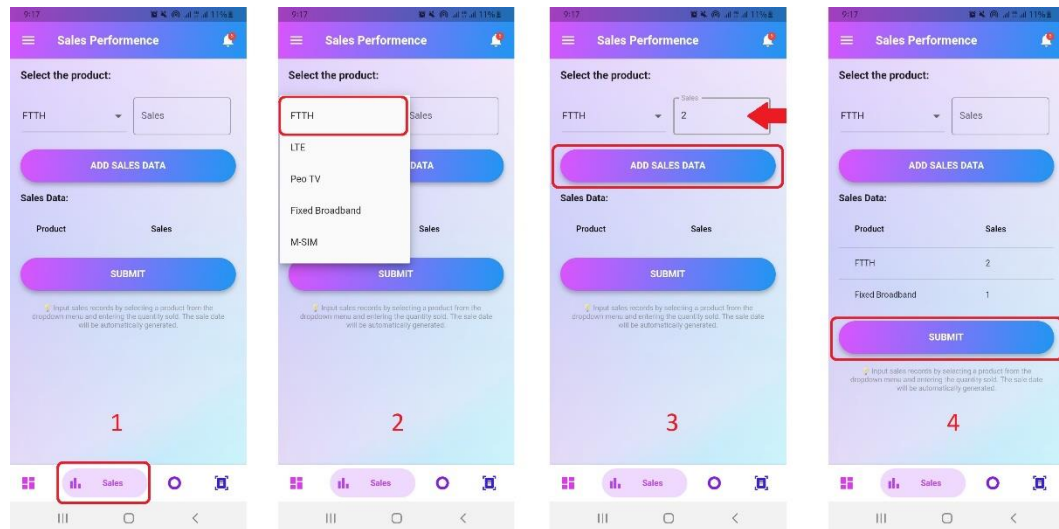 9:17
11%
Sales Performence
Select the product:
FTTH
Sales
ADD SALES DATA
Sales Data:
Product Sales
SUBMIT
Input sales records by selecting a product from the
dropdown menu and entering the quantity sold. The sale date
will be automatically generated.
1
Sales
9:17
11%
Sales Performence
Select the product:
FTTH
Sales
LTE
DATA
Peo TV
Fixed Broadband
Sales
M-SIM
SUBMIT
Input sales records by selecting a product from the
dropdown menu and entering the quantity sold. The sale date
will be automatically generated.
2
Sales
9:17
11%
Sales Performence
Select the product:
Sales
FTTH 2
ADD SALES DATA
Sales Data:
Product Sales
SUBMIT
Input sales records by selecting a product from the
dropdown menu and entering the quantity sold. The sale date
will be automatically generated.
3
Sales
9:17
11%
Sales Performence
Select the product:
FTTH Sales
ADD SALES DATA
Sales Data:
Product Sales
FTTH 2
Fixed Broadband 1
SUBMIT
Input sales records by selecting a product from the
dropdown menu and entering the quantity sold. The sale date
will be automatically generated.
4
Sales